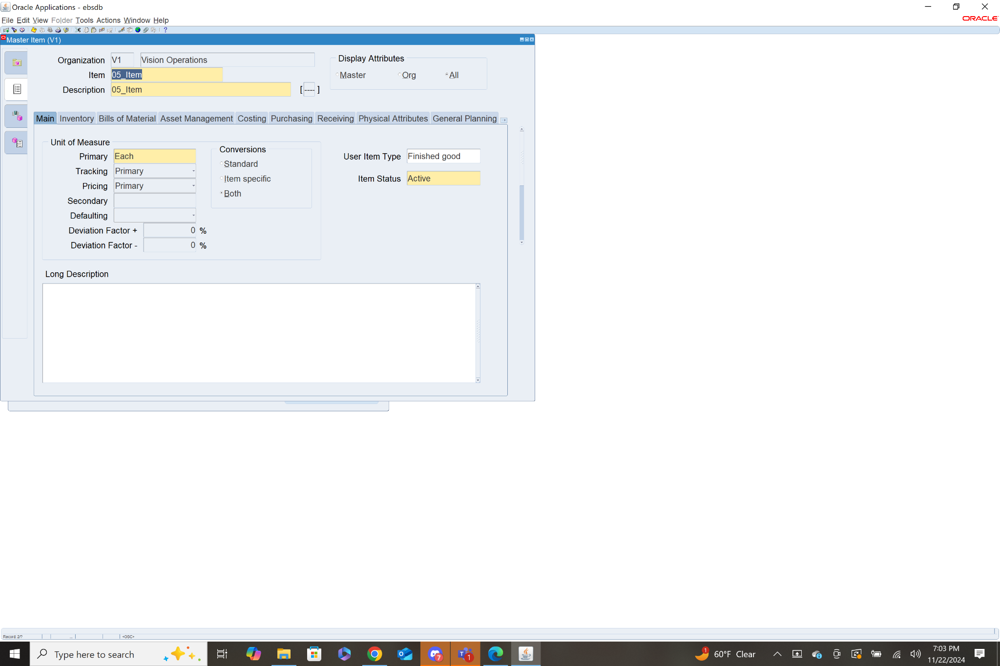 Oracle Applications - ebsdb
File Edit View Folder Tools Actions Window Help
ORACLE
Master Item (V1)
Organization V1 Vision Operations
Item 05_Item
Description 05_Item [ ---- ]
Display Attributes
Master Org All
Main Inventory Bills of Material Asset Management Costing Purchasing Receiving Physical Attributes General Planning
Unit of Measure
Primary Each
Tracking Primary
Pricing Primary
Secondary
Defaulting
Deviation Factor + 0 %
Deviation Factor - 0 %
Conversions
Standard
Item specific
Both
User Item Type Finished good
Item Status Active
Long Description
Record: 2/? ... <OSC>
Type here to search
7
1
1
60°F Clear
7:03 PM
11/22/2024